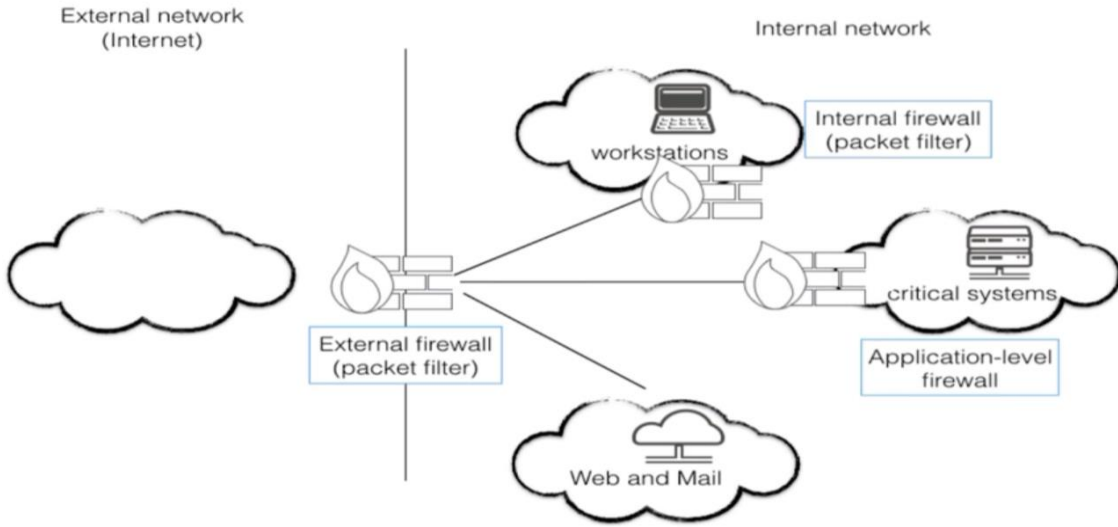 External network
(Internet)
Internal network
workstations
Internal firewall
(packet filter)
critical systems
External firewall
(packet filter)
Application-level
firewall
Web and Mail